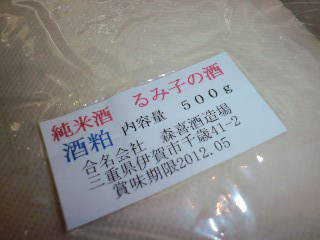 純米酒　るみ子の酒
酒粕　内容量　500g
合名会社　森喜酒造場
三重県伊賀市千歳41-2
賞味期限2012.05